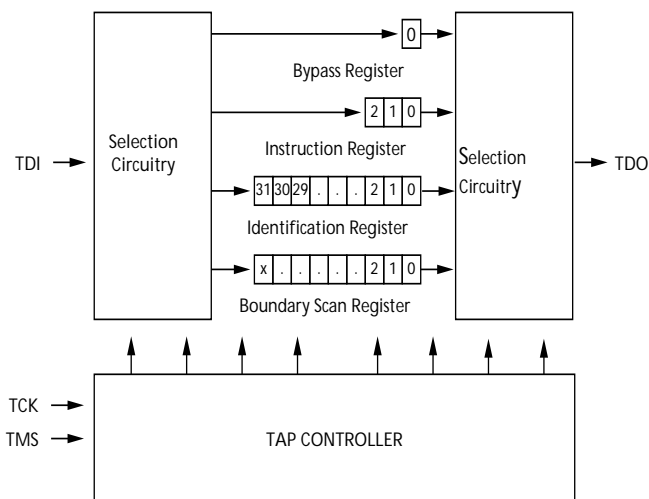 0
Bypass Register
2 1 0
Instruction Register
Selection
Circuitry
TDI
Selection
Circuitry
TDO
31 30 29 . . . 2 1 0
Identification Register
x . . . . . 2 1 0
Boundary Scan Register
TCK
TMS
TAP CONTROLLER